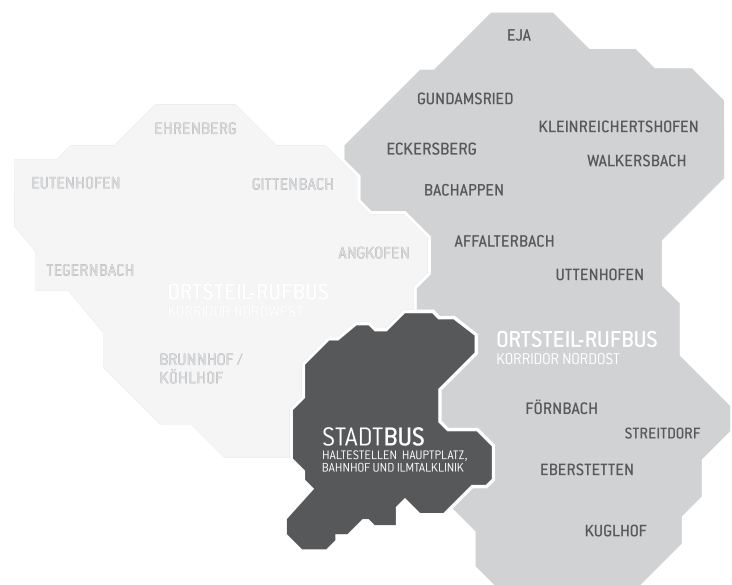 EJA
GUNDAMSRIED
KLEINREICHERTSHOFEN
EHRENBERG
ECKERSBERG
WALKERSBACH
EUTENHOFEN
GITTENBACH
BACHAPPEN
ANGKOFEN
AFFALTERBACH
TEGERNBACH
UTTENHOFEN
ORTSTEIL-RUFBUS
KORRIDOR NORDWEST
ORTSTEIL-RUFBUS
KORRIDOR NORDOST
BRUNNHOF /
KÖHLHOF
FÖRNBACH
STADTBUS
HALTESTELLEN HAUPTPLATZ,
BAHNHOF UND ILMTALKLINIK
STREITDORF
EBERSTETTEN
KUGLHOF